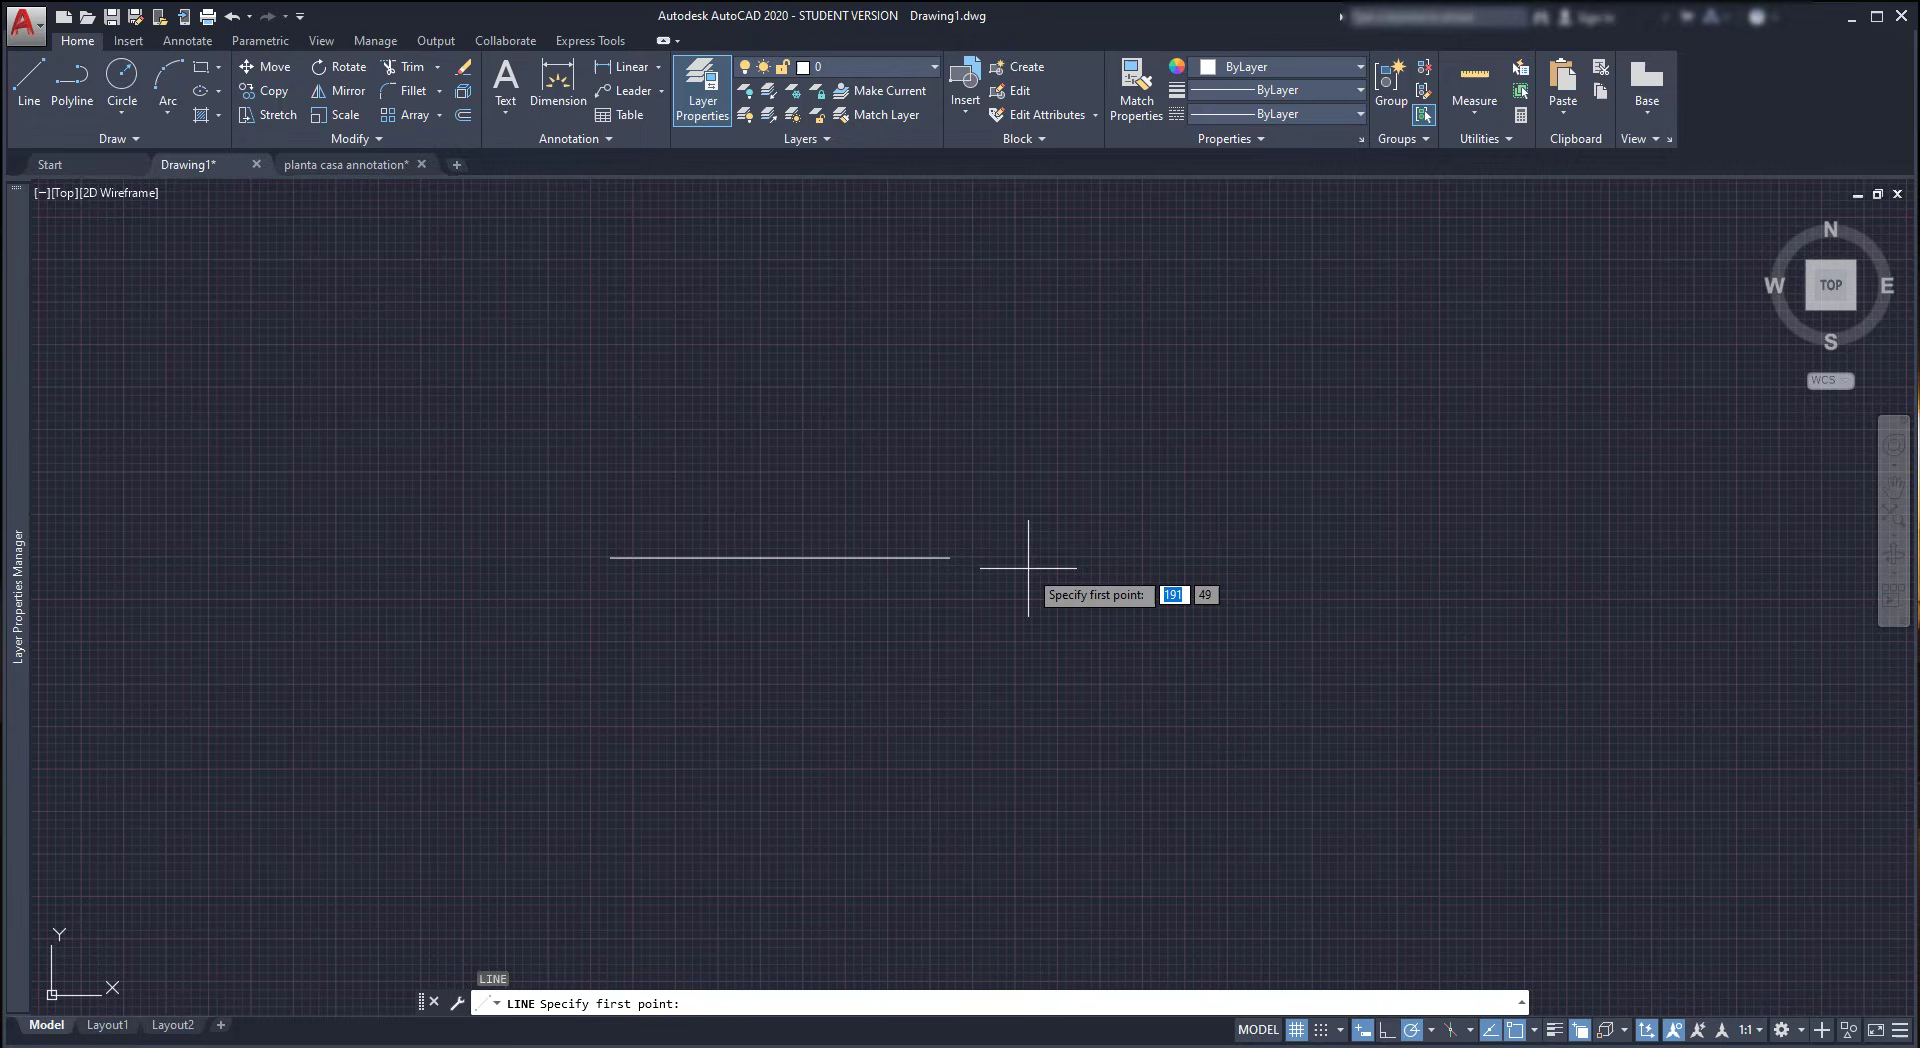 Autodesk AutoCAD 2020 - STUDENT VERSION Drawing1.dwg
Home Insert Annotate Parametric View Manage Output Collaborate Express Tools
Line Polyline Circle Arc
Move Rotate Trim
Copy Mirror Fillet
Stretch Scale Array
Text Dimension
Linear
Leader
Table
Layer Properties
0
Make Current
Match Layer
Insert
Create
Edit
Edit Attributes
Match Properties
ByLayer
ByLayer
ByLayer
Group
Measure
Paste
Base
Draw Modify Annotation Layers Block Properties Groups Utilities Clipboard View
Start Drawing1* planta casa annotation*
[−][Top][2D Wireframe]
N
W TOP E
S
WCS
Layer Properties Manager
Specify first point: 191 49
Y
X
LINE
LINE Specify first point:
Model Layout1 Layout2
MODEL 1:1